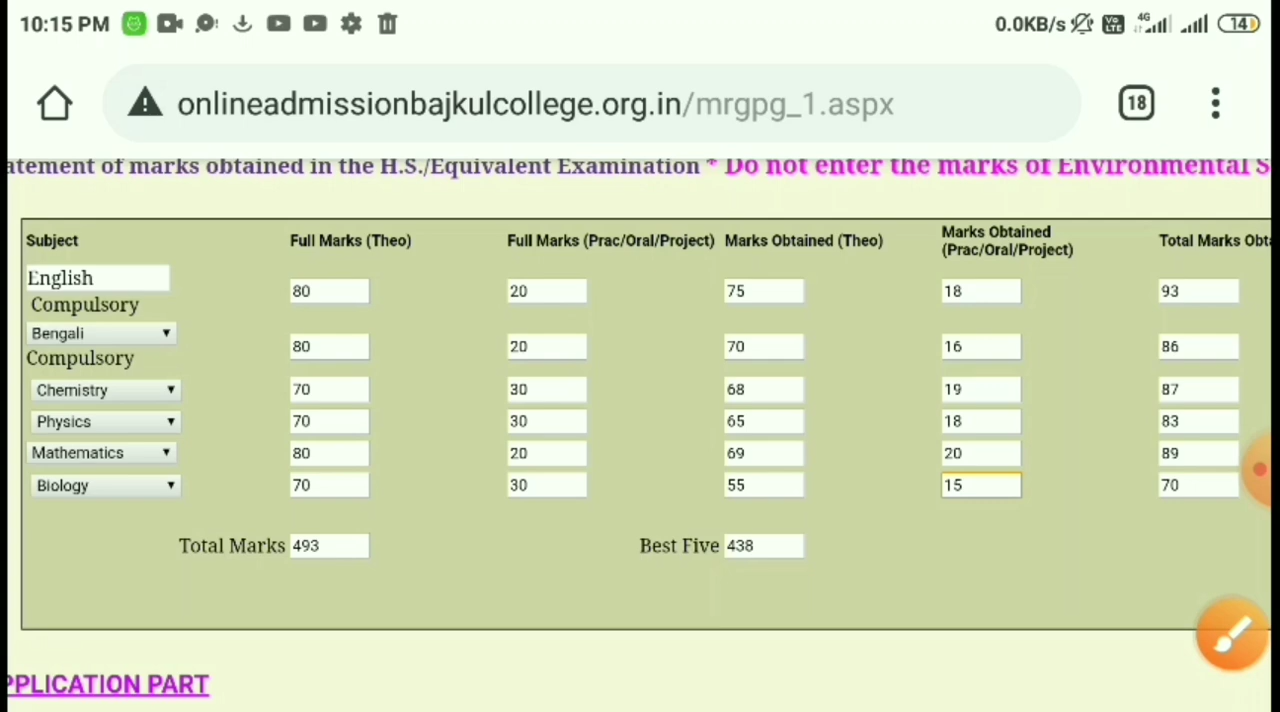 10:15 PM 0.0KB/s Vo LTE 4G 14
onlineadmissionbajkulcollege.org.in/mrgpg_1.aspx 18
atement of marks obtained in the H.S./Equivalent Examination * Do not enter the marks of Environmental S
Subject Full Marks (Theo) Full Marks (Prac/Oral/Project) Marks Obtained (Theo) Marks Obtained (Prac/Oral/Project) Total Marks Obta
English 80 20 75 18 93
Compulsory
Bengali 80 20 70 16 86
Compulsory
Chemistry 70 30 68 19 87
Physics 70 30 65 18 83
Mathematics 80 20 69 20 89
Biology 70 30 55 15 70
Total Marks 493 Best Five 438
PPLICATION PART